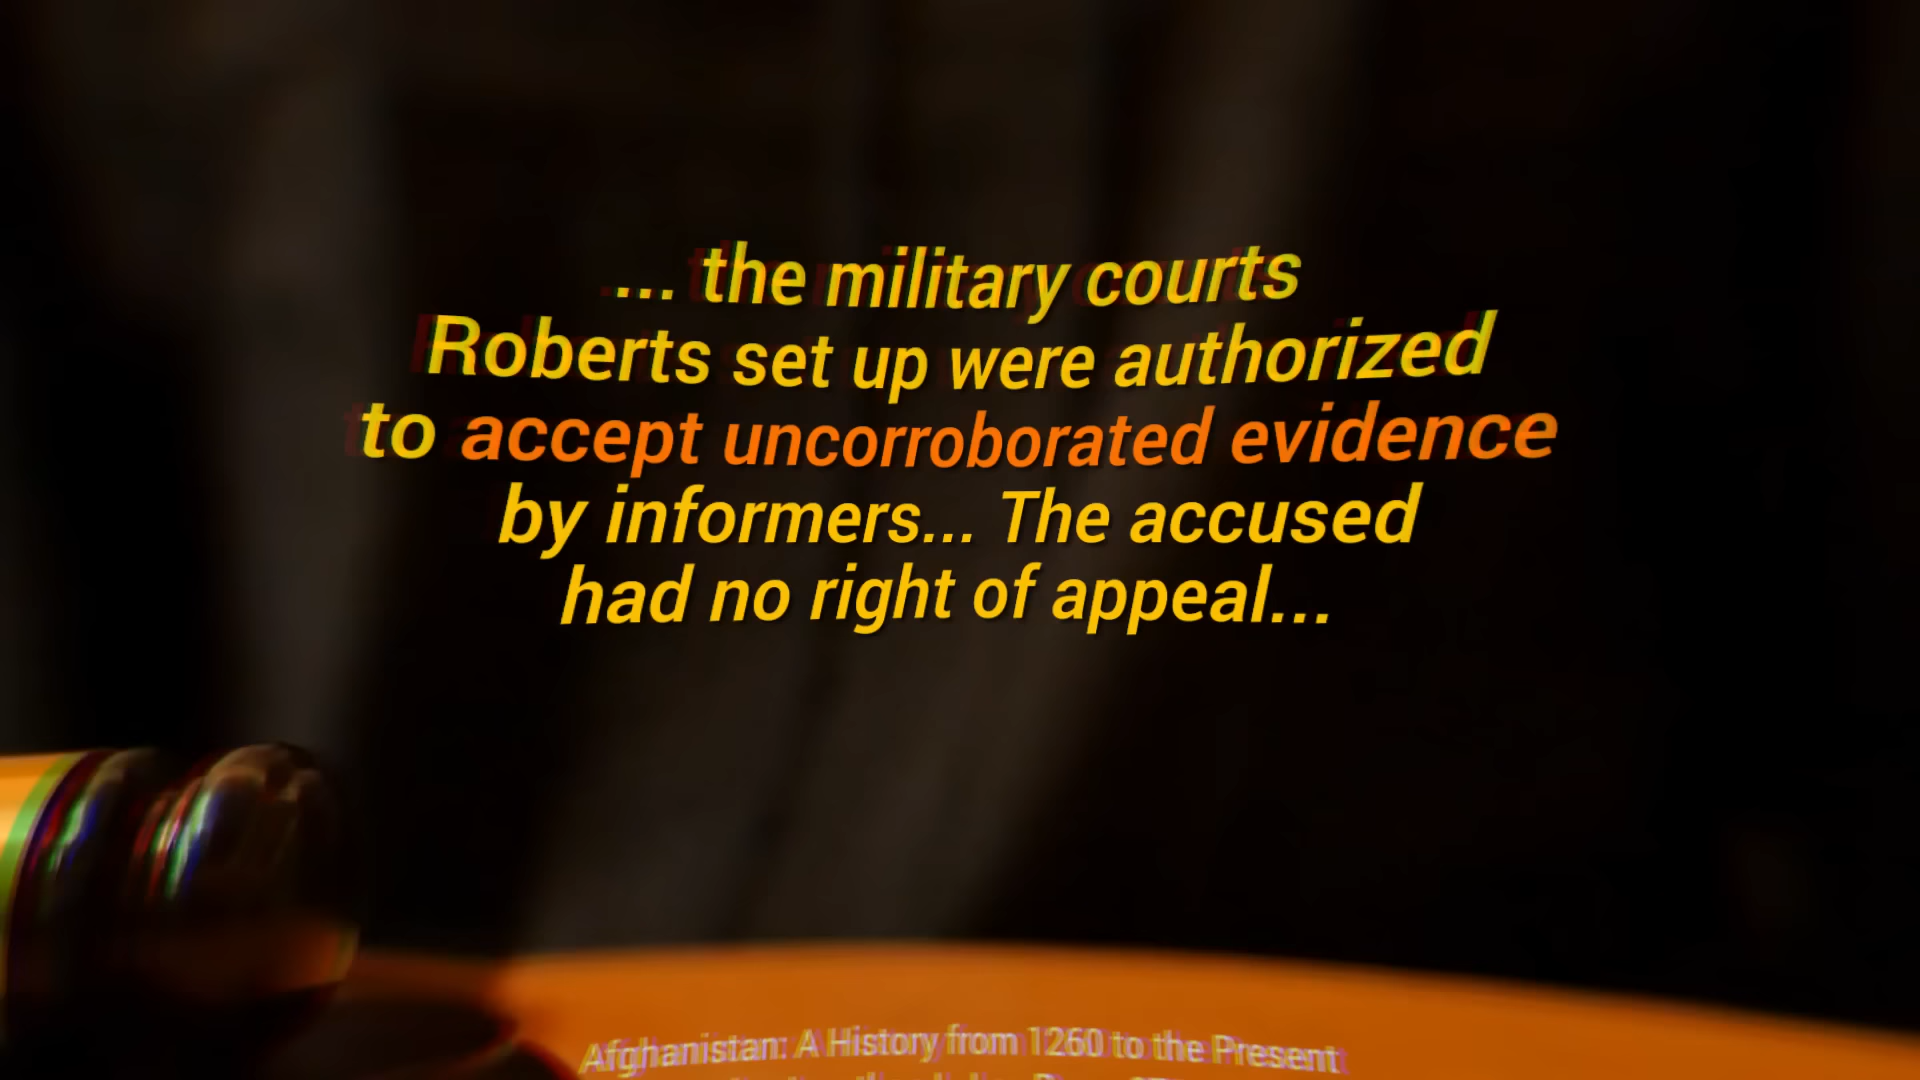 ... the military courts
Roberts set up were authorized
to accept uncorroborated evidence
by informers... The accused
had no right of appeal...
Afghanistan: A History from 1260 to the Present